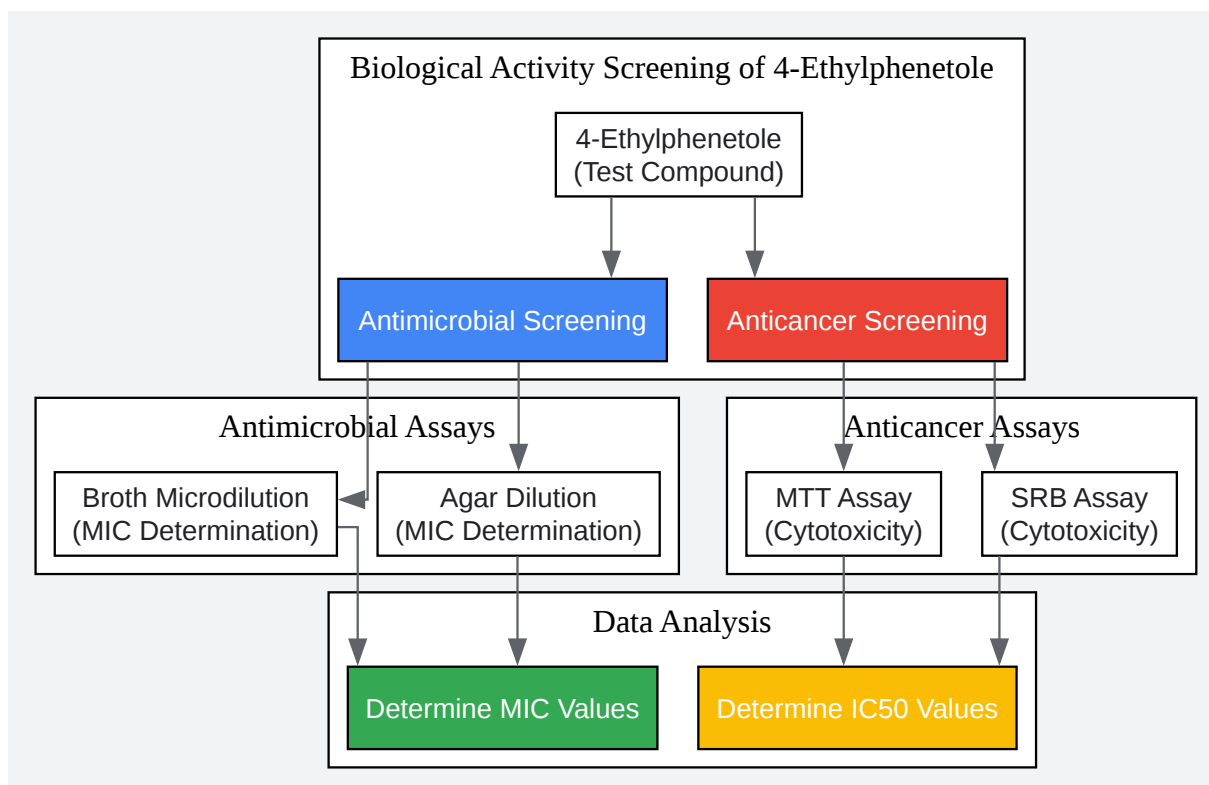 Biological Activity Screening of 4-Ethylphenetole
4-Ethylphenetole
(Test Compound)
Antimicrobial Screening
Anticancer Screening
Antimicrobial Assays
Broth Microdilution
(MIC Determination)
Agar Dilution
(MIC Determination)
Anticancer Assays
MTT Assay
(Cytotoxicity)
SRB Assay
(Cytotoxicity)
Data Analysis
Determine MIC Values
Determine IC50 Values